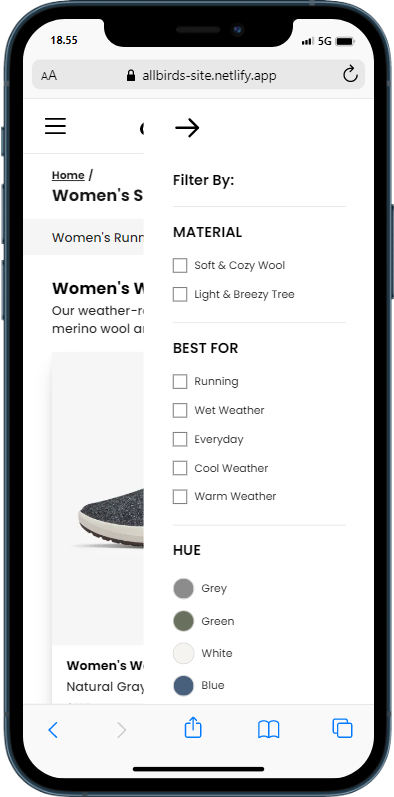 18.55
5G
AA
allbirds-site.netlify.app
Filter By:
Home /
Women's S
MATERIAL
Women's Runn
Soft & Cozy Wool
Light & Breezy Tree
Women's W
Our weather-r
merino wool a
BEST FOR
Running
Wet Weather
Everyday
Cool Weather
Warm Weather
HUE
Grey
Green
White
Blue
Women's W
Natural Gray